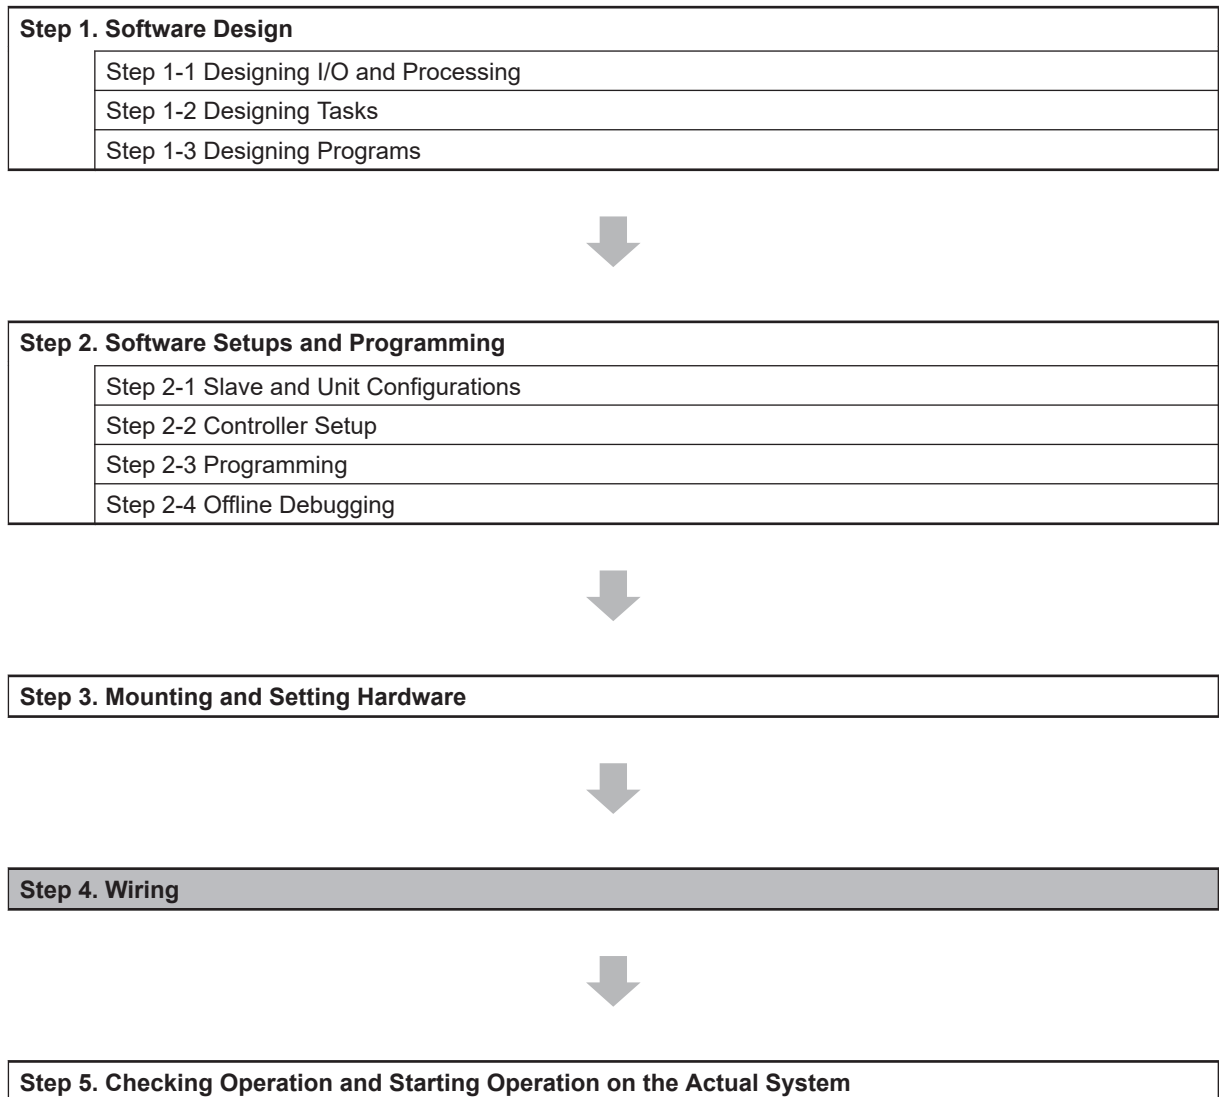 Step 1. Software Design
Step 1-1 Designing I/O and Processing
Step 1-2 Designing Tasks
Step 1-3 Designing Programs
Step 2. Software Setups and Programming
Step 2-1 Slave and Unit Configurations
Step 2-2 Controller Setup
Step 2-3 Programming
Step 2-4 Offline Debugging
Step 3. Mounting and Setting Hardware
Step 4. Wiring
Step 5. Checking Operation and Starting Operation on the Actual System